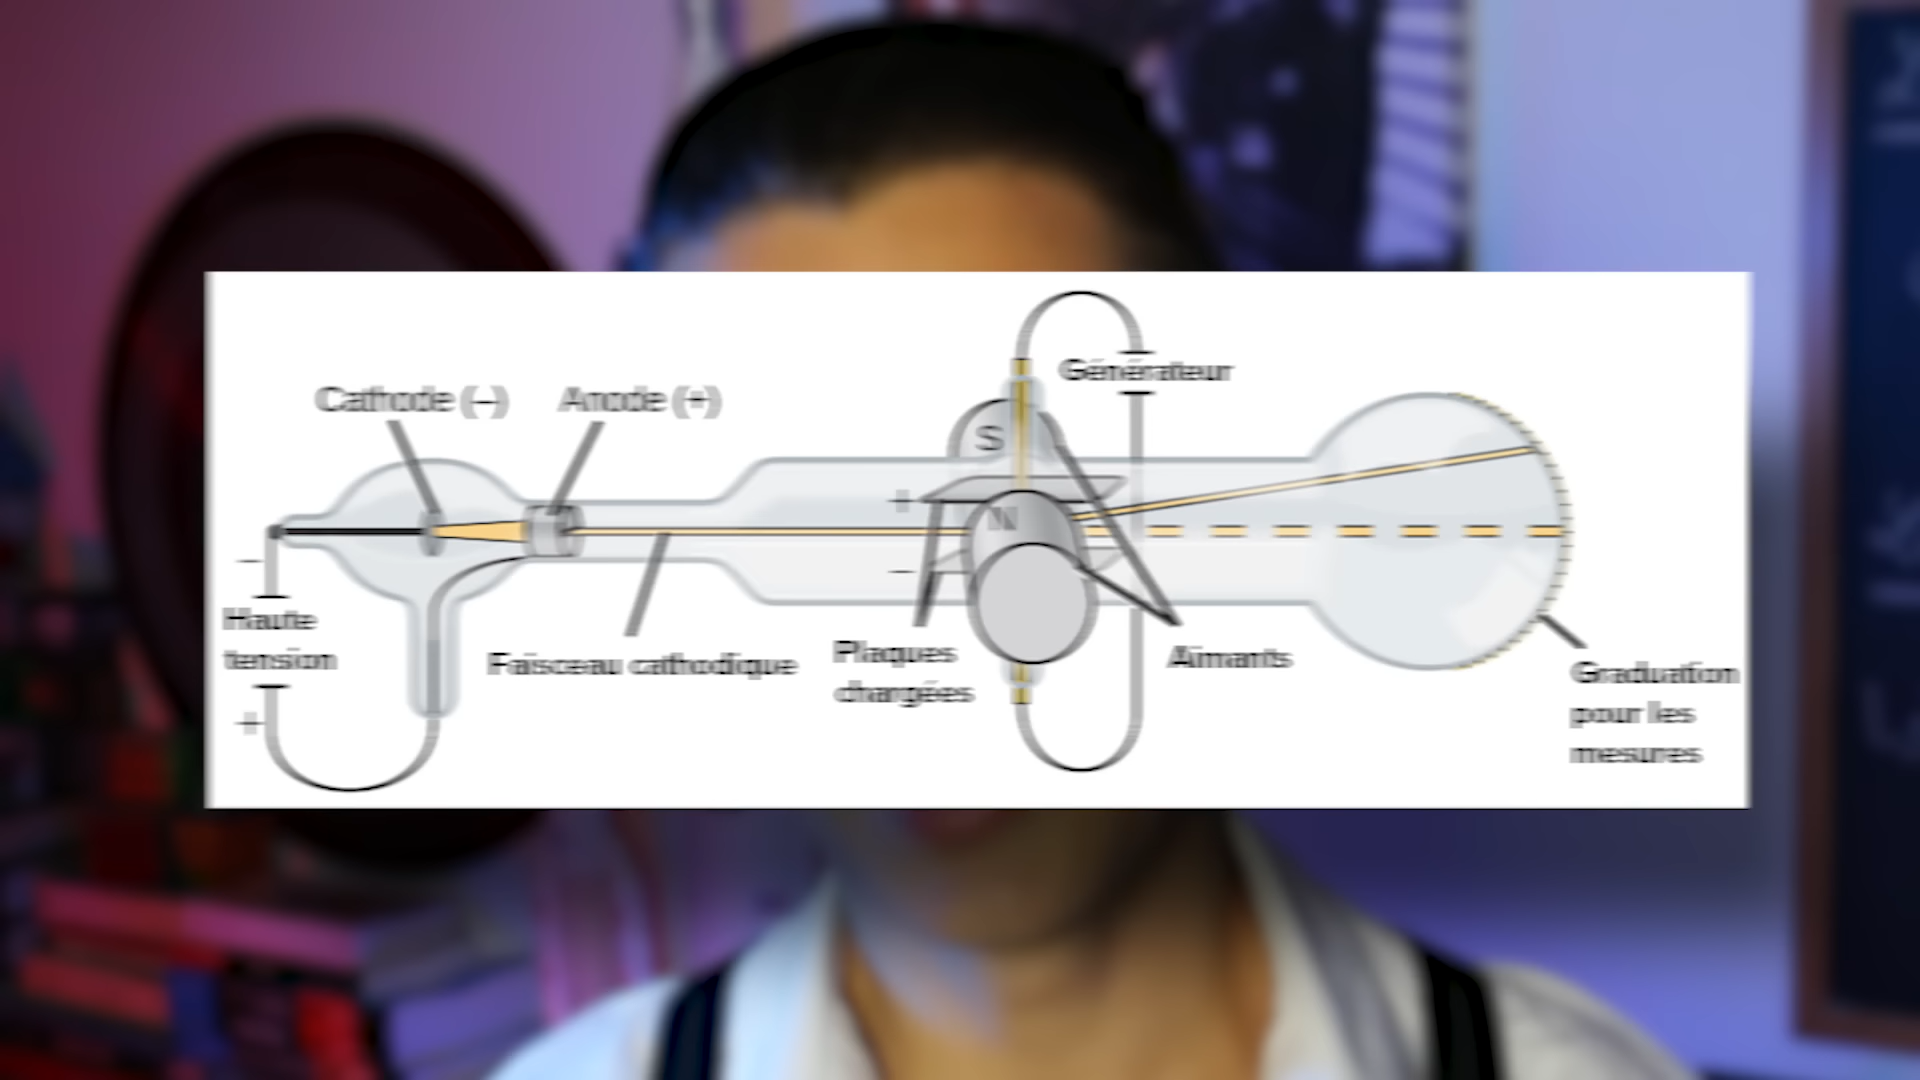 Générateur
Cathode (–)
Anode (+)
S
+
N
–
–
Haute
tension
+
Faisceau cathodique
Plaques
chargées
Aimants
Graduation
pour les
mesures